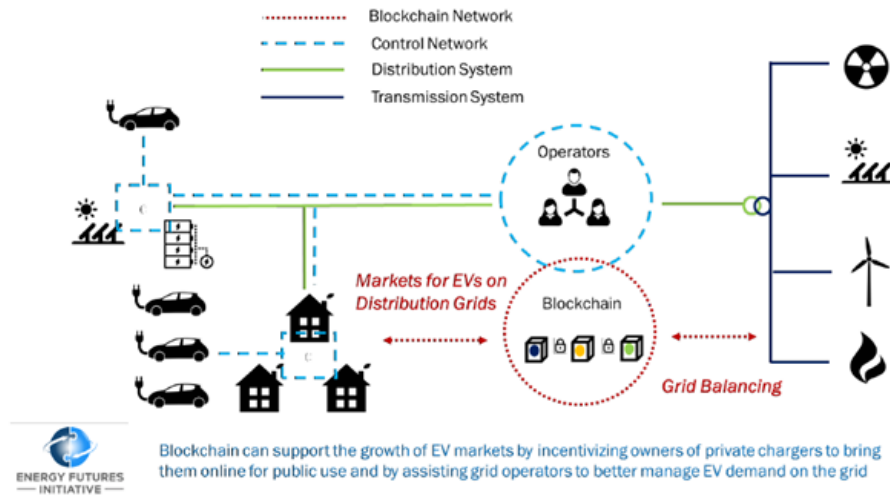 Blockchain Network
Control Network
Distribution System
Transmission System
Operators
Markets for EVs on
Distribution Grids
Blockchain
Grid Balancing
ENERGY FUTURES
INITIATIVE
Blockchain can support the growth of EV markets by incentivizing owners of private chargers to bring
them online for public use and by assisting grid operators to better manage EV demand on the grid